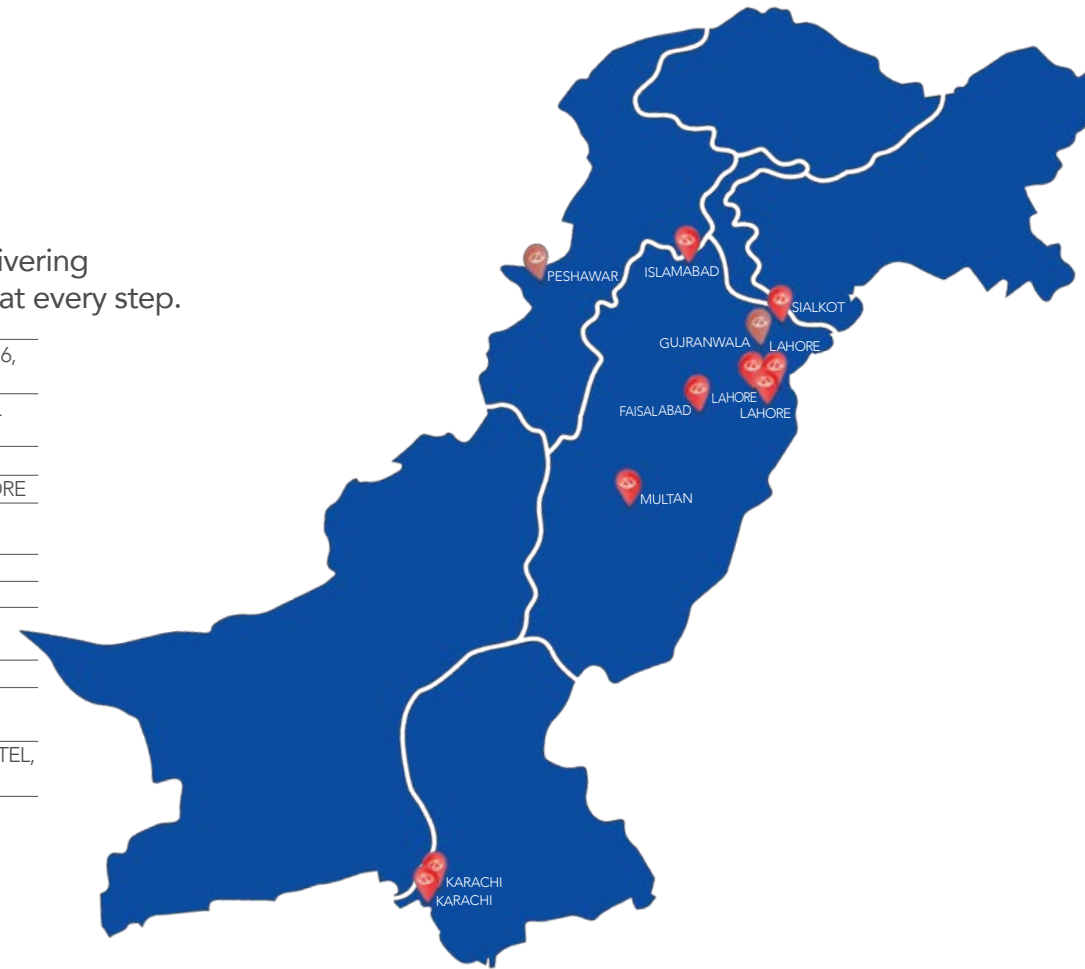 ivering
at every step.
6,
ORE
TEL,
PESHAWAR
ISLAMABAD
SIALKOT
GUJRANWALA
LAHORE
LAHORE
FAISALABAD
LAHORE
MULTAN
KARACHI
KARACHI